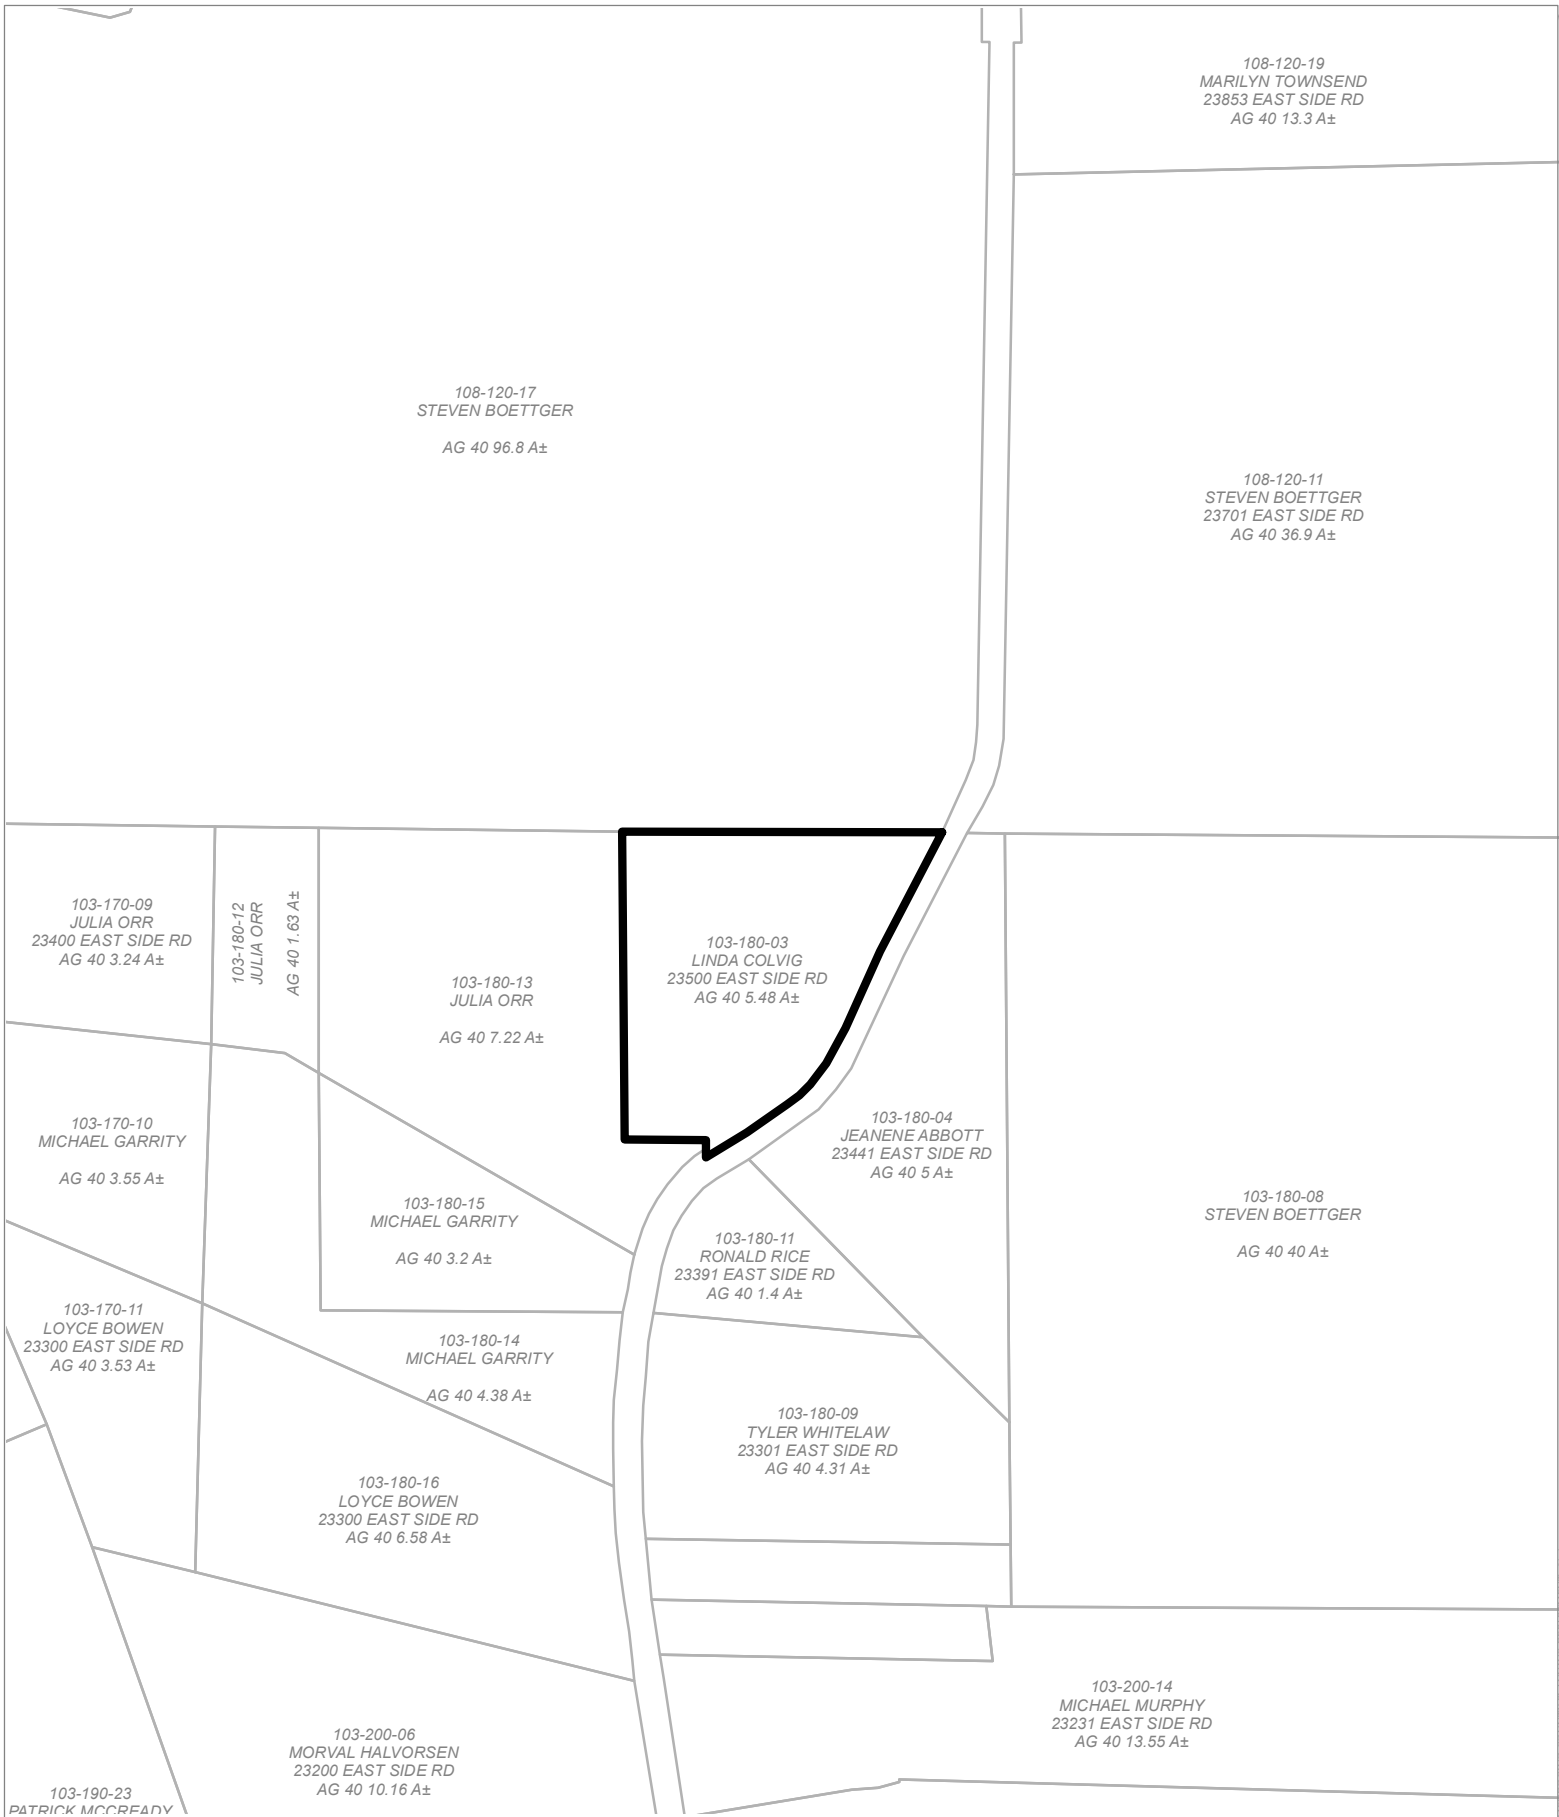 108-120-19
MARILYN TOWNSEND
23853 EAST SIDE RD
AG 40 13.3 A±
108-120-17
STEVEN BOETTGER
AG 40 96.8 A±
108-120-11
STEVEN BOETTGER
23701 EAST SIDE RD
AG 40 36.9 A±
103-170-09
JULIA ORR
23400 EAST SIDE RD
AG 40 3.24 A±
103-180-12
JULIA ORR
AG 40 1.63 A±
103-180-13
JULIA ORR
AG 40 7.22 A±
103-180-03
LINDA COLVIG
23500 EAST SIDE RD
AG 40 5.48 A±
103-170-10
MICHAEL GARRITY
AG 40 3.55 A±
103-180-15
MICHAEL GARRITY
AG 40 3.2 A±
103-180-04
JEANENE ABBOTT
23441 EAST SIDE RD
AG 40 5 A±
103-180-11
RONALD RICE
23391 EAST SIDE RD
AG 40 1.4 A±
103-180-08
STEVEN BOETTGER
AG 40 40 A±
103-170-11
LOYCE BOWEN
23300 EAST SIDE RD
AG 40 3.53 A±
103-180-14
MICHAEL GARRITY
AG 40 4.38 A±
103-180-09
TYLER WHITELAW
23301 EAST SIDE RD
AG 40 4.31 A±
103-180-16
LOYCE BOWEN
23300 EAST SIDE RD
AG 40 6.58 A±
103-200-14
MICHAEL MURPHY
23231 EAST SIDE RD
AG 40 13.55 A±
103-200-06
MORVAL HALVORSEN
23200 EAST SIDE RD
AG 40 10.16 A±
103-190-23
PATRICK MCCREADY